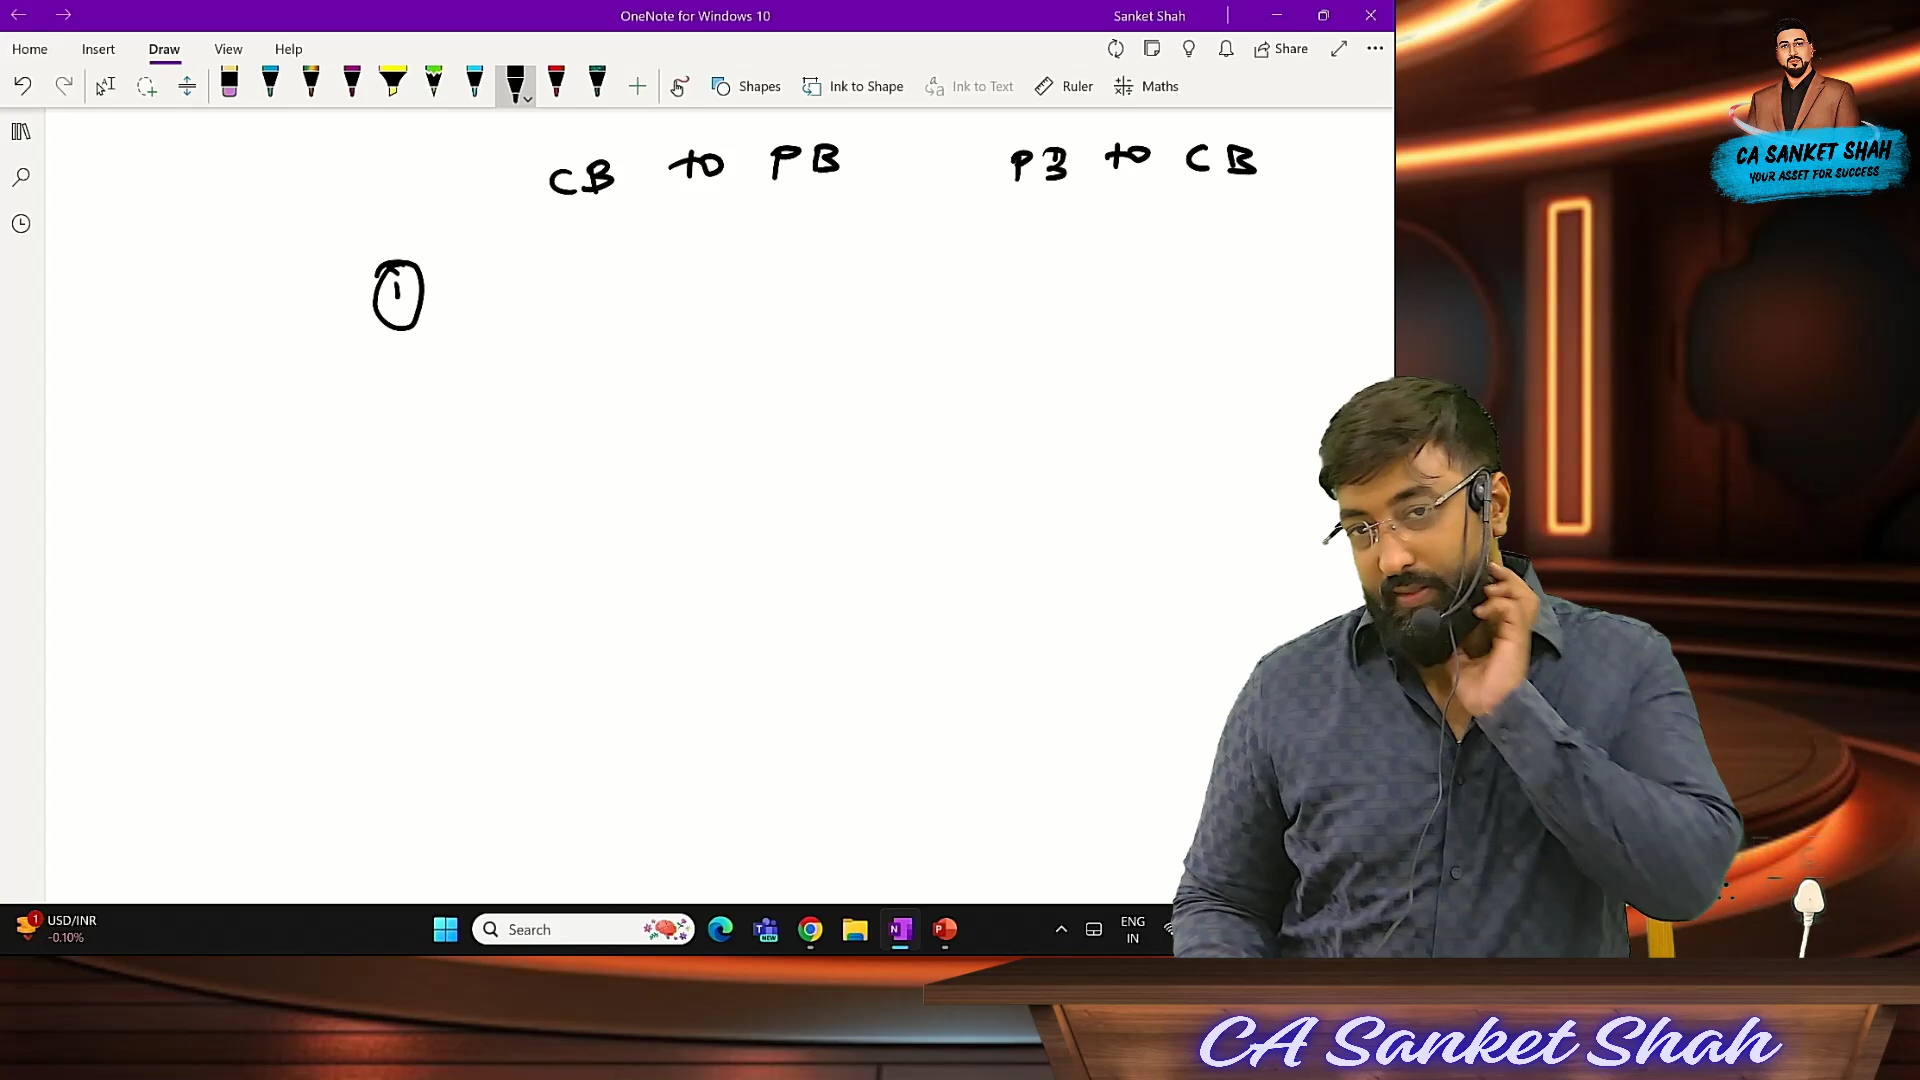 OneNote for Windows 10
Sanket Shah
Home Insert Draw View Help
Share
Shapes Ink to Shape Ink to Text Ruler Maths
CB to PB PB to CB
1
CA SANKET SHAH
YOUR ASSET FOR SUCCESS
1 USD/INR
-0.10%
Search
NEW
ENG
IN
CA Sanket Shah